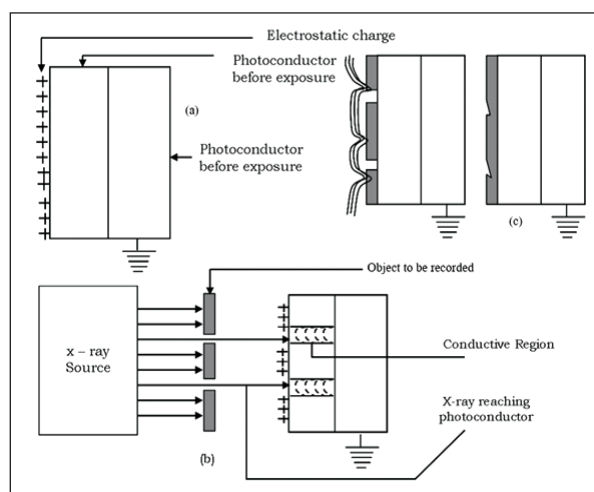 Electrostatic charge
Photoconductor
before exposure
(a)
Photoconductor
before exposure
(c)
Object to be recorded
x – ray
Source
Conductive Region
X-ray reaching
photoconductor
(b)